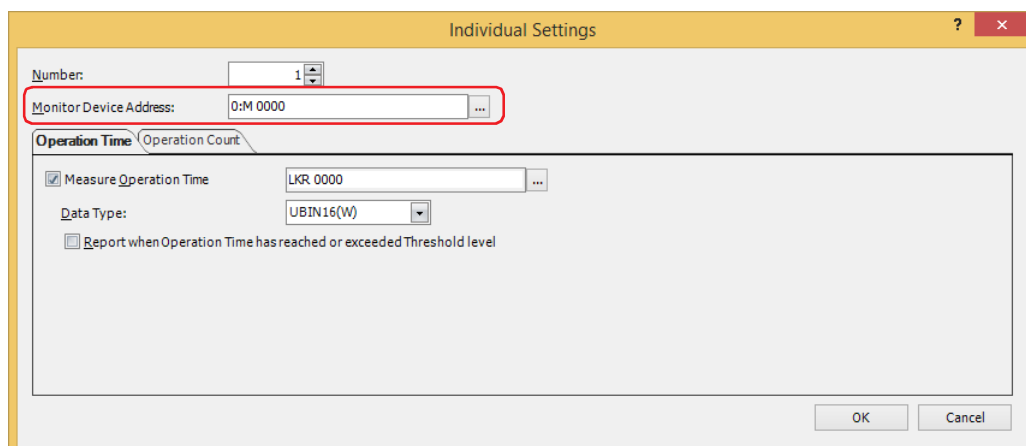 Individual Settings
? ×
Number: 1
Monitor Device Address: 0:M 0000 ...
Operation Time Operation Count
Measure Operation Time LKR 0000 ...
Data Type: UBIN16(W)
Report when Operation Time has reached or exceeded Threshold level
OK Cancel